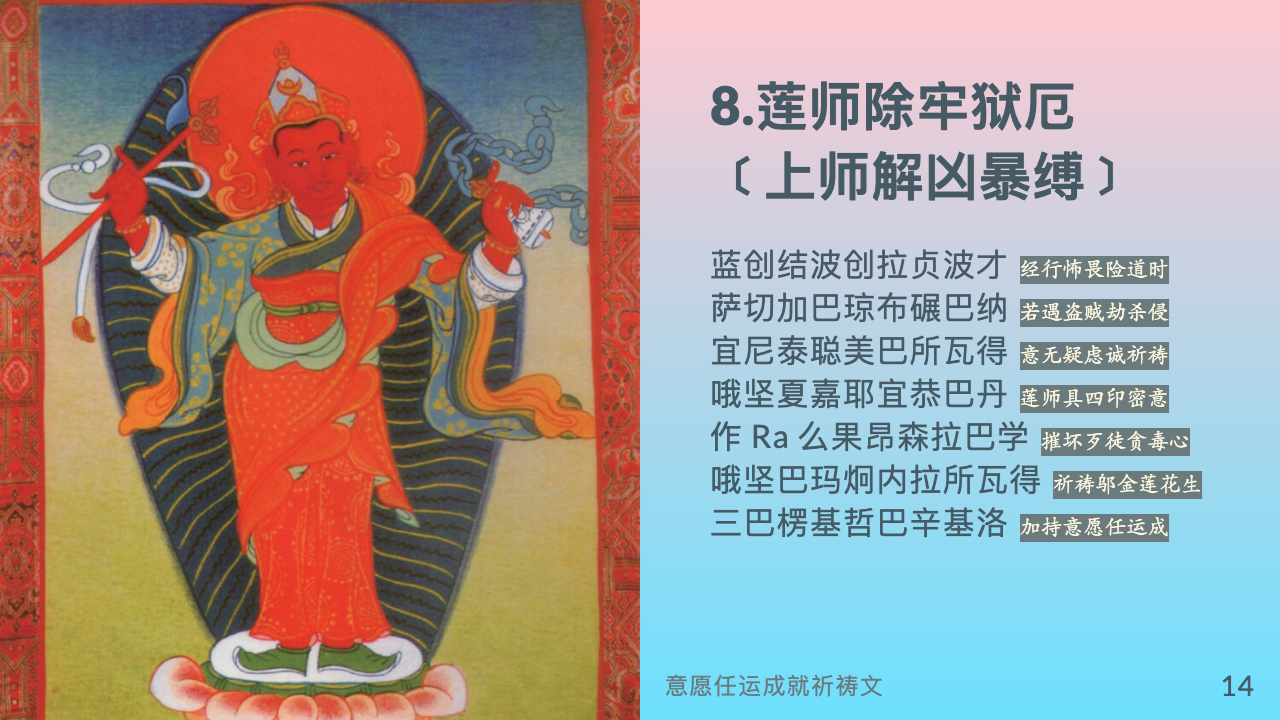 8.莲师除牢狱厄
﹝上师解凶暴缚﹞
蓝创结波创拉贞波才 经行怖畏险道时
萨切加巴琼布碾巴纳 若遇盗贼劫杀侵
宜尼泰聪美巴所瓦得 意无疑虑诚祈祷
哦坚夏嘉耶宜恭巴丹 莲师具四印密意
作 Ra 么果昂森拉巴学 摧坏歹徒贪毒心
哦坚巴玛炯内拉所瓦得 祈祷邬金莲花生
三巴楞基哲巴辛基洛 加持意愿任运成
意愿任运成就祈祷文
14